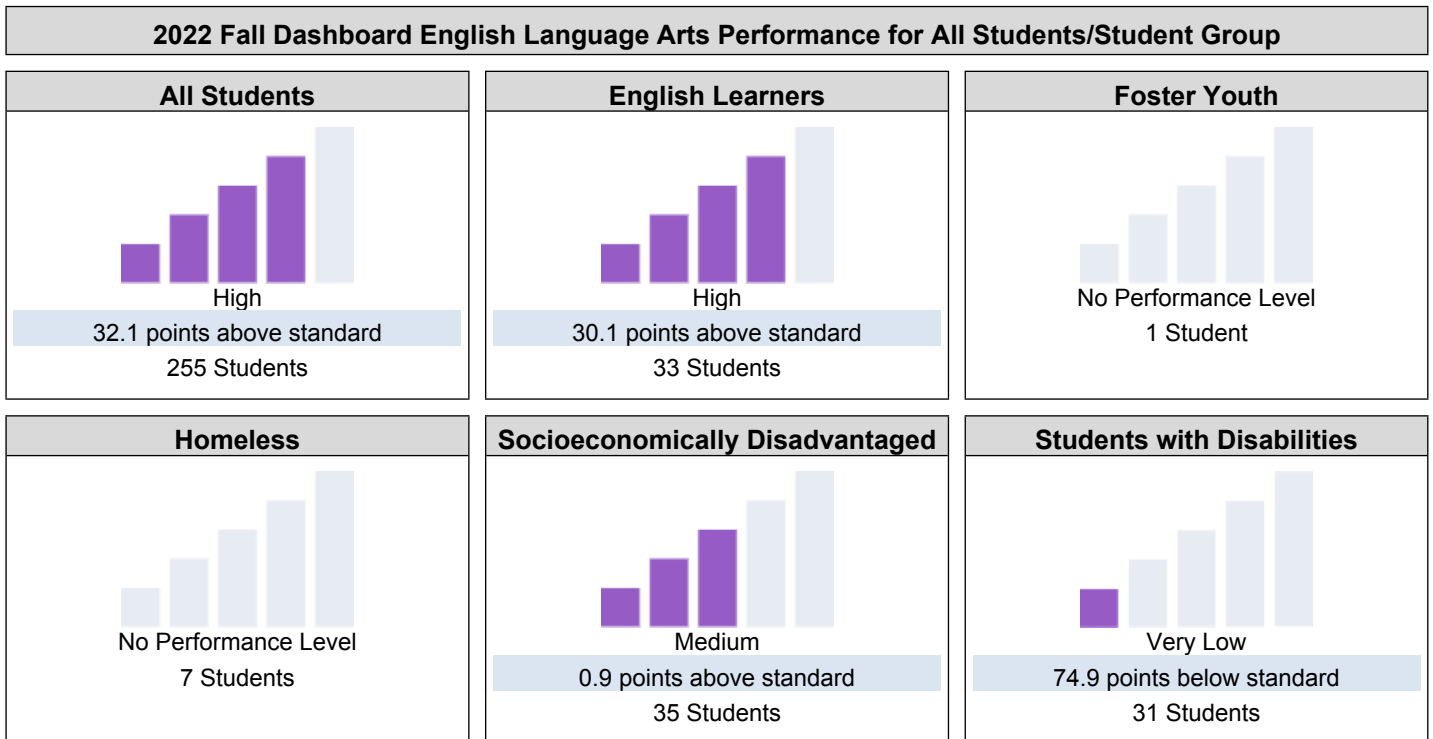 2022 Fall Dashboard English Language Arts Performance for All Students/Student Group
All Students
High
32.1 points above standard
255 Students
English Learners
High
30.1 points above standard
33 Students
Foster Youth
No Performance Level
1 Student
Homeless
No Performance Level
7 Students
Socioeconomically Disadvantaged
Medium
0.9 points above standard
35 Students
Students with Disabilities
Very Low
74.9 points below standard
31 Students